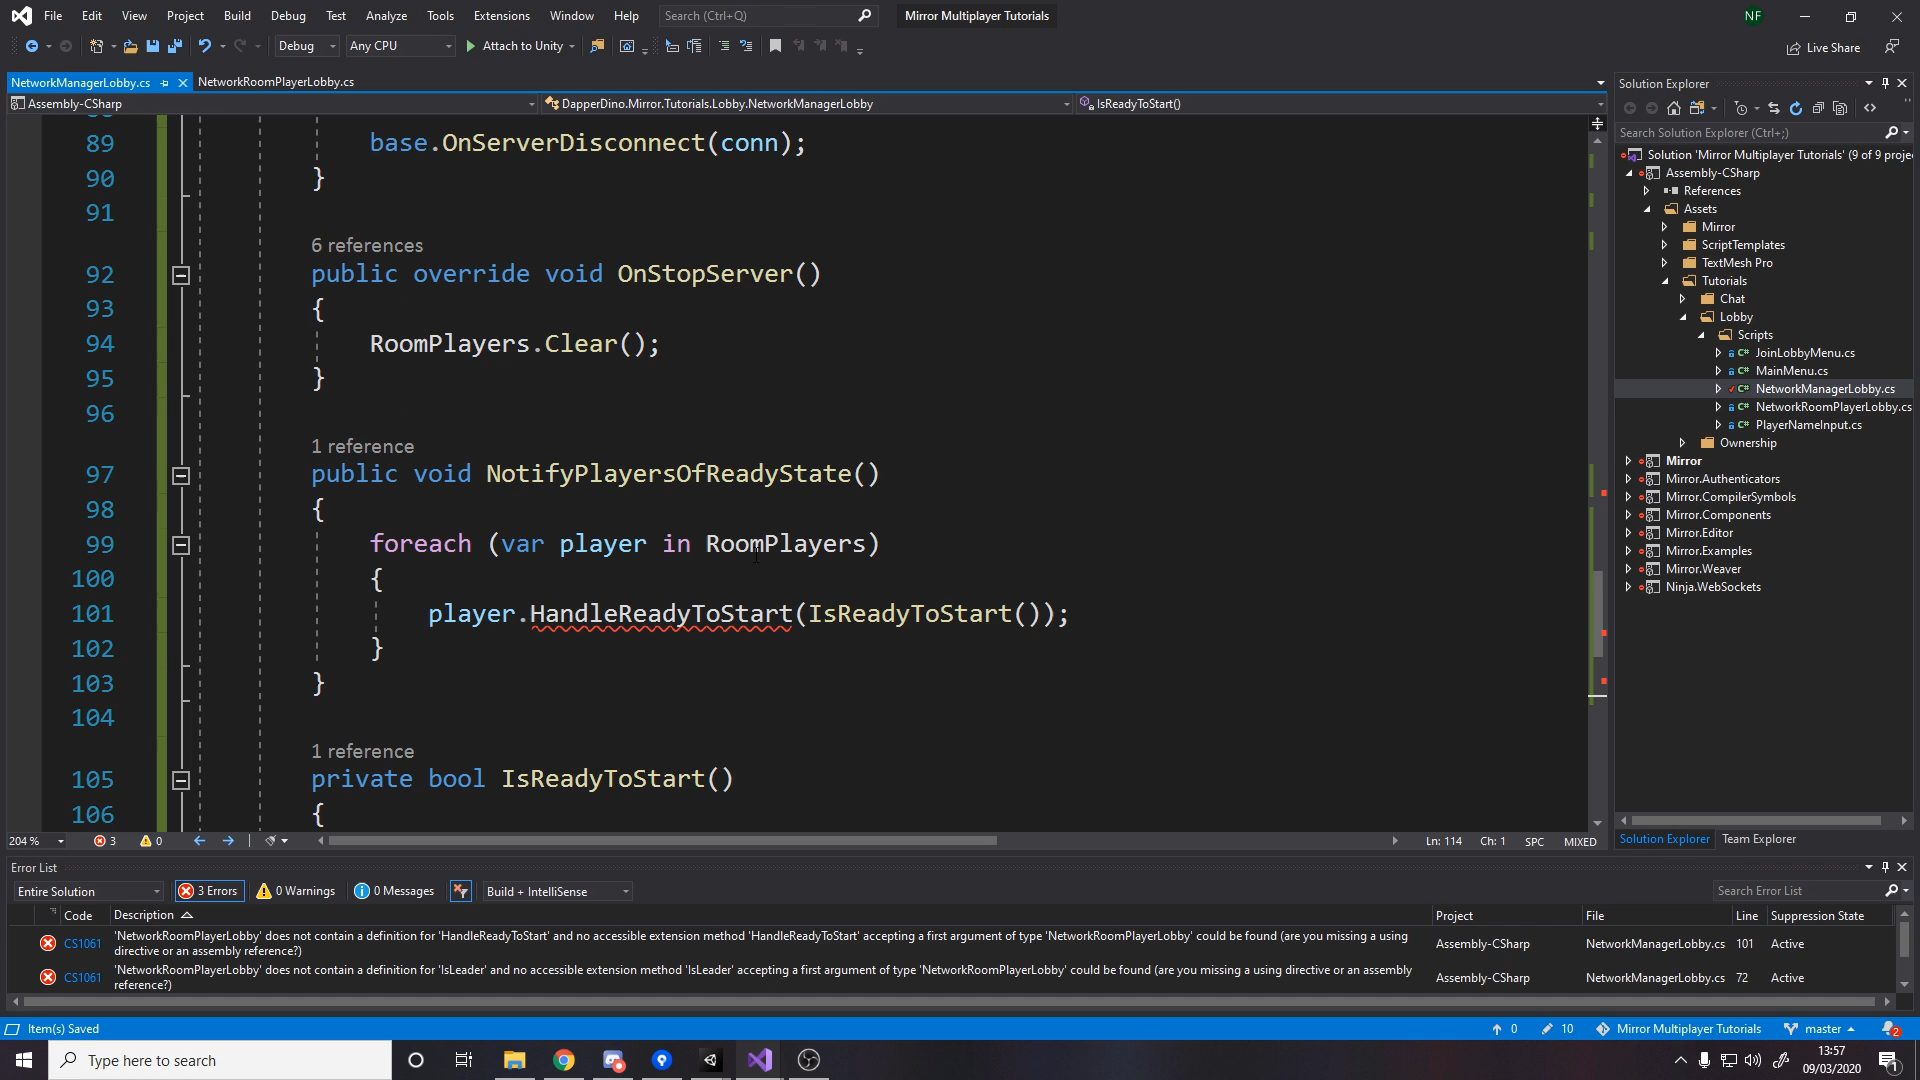 File Edit View Project Build Debug Test Analyze Tools Extensions Window Help Search (Ctrl+Q) Mirror Multiplayer Tutorials NF
Debug Any CPU Attach to Unity Live Share
NetworkManagerLobby.cs NetworkRoomPlayerLobby.cs
Assembly-CSharp DapperDino.Mirror.Tutorials.Lobby.NetworkManagerLobby IsReadyToStart()
89 base.OnServerDisconnect(conn);
90 }
91
6 references
92 public override void OnStopServer()
93 {
94 RoomPlayers.Clear();
95 }
96
1 reference
97 public void NotifyPlayersOfReadyState()
98 {
99 foreach (var player in RoomPlayers)
100 {
101 player.HandleReadyToStart(IsReadyToStart());
102 }
103 }
104
1 reference
105 private bool IsReadyToStart()
106 {
204 % 3 0 Ln: 114 Ch: 1 SPC MIXED
Solution Explorer
Search Solution Explorer (Ctrl+;)
Solution 'Mirror Multiplayer Tutorials' (9 of 9 proje
Assembly-CSharp
References
Assets
Mirror
ScriptTemplates
TextMesh Pro
Tutorials
Chat
Lobby
Scripts
JoinLobbyMenu.cs
MainMenu.cs
NetworkManagerLobby.cs
NetworkRoomPlayerLobby.cs
PlayerNameInput.cs
Ownership
Mirror
Mirror.Authenticators
Mirror.CompilerSymbols
Mirror.Components
Mirror.Editor
Mirror.Examples
Mirror.Weaver
Ninja.WebSockets
Solution Explorer Team Explorer
Error List
Entire Solution 3 Errors 0 Warnings 0 Messages Build + IntelliSense Search Error List
Code Description Project File Line Suppression State
CS1061 'NetworkRoomPlayerLobby' does not contain a definition for 'HandleReadyToStart' and no accessible extension method 'HandleReadyToStart' accepting a first argument of type 'NetworkRoomPlayerLobby' could be found (are you missing a using
directive or an assembly reference?) Assembly-CSharp NetworkManagerLobby.cs 101 Active
CS1061 'NetworkRoomPlayerLobby' does not contain a definition for 'IsLeader' and no accessible extension method 'IsLeader' accepting a first argument of type 'NetworkRoomPlayerLobby' could be found (are you missing a using directive or an assembly
reference?) Assembly-CSharp NetworkManagerLobby.cs 72 Active
Item(s) Saved 0 10 Mirror Multiplayer Tutorials master 2
Type here to search 13:57
09/03/2020 1